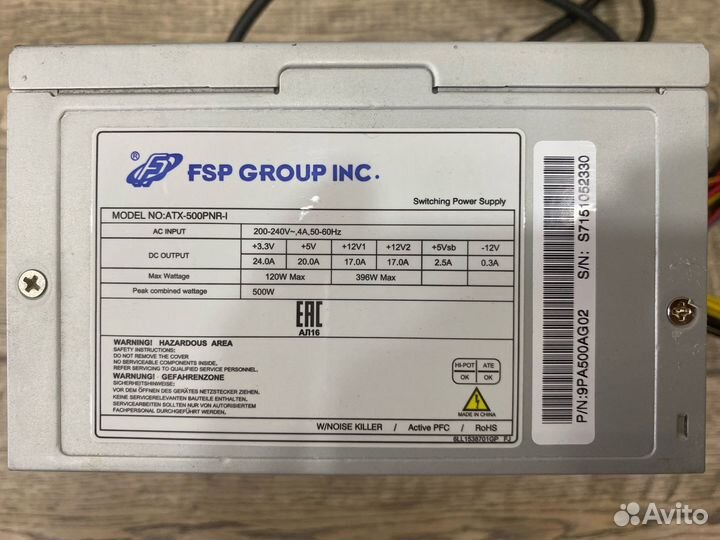 ® FSP GROUP INC.
Switching Power Supply
MODEL NO:ATX-500PNR-I
AC INPUT 200-240V~,4A,50-60Hz
DC OUTPUT +3.3V +5V +12V1 +12V2 +5Vsb -12V
24.0A 20.0A 17.0A 17.0A 2.5A 0.3A
Max Wattage 120W Max 396W Max
Peak combined wattage 500W
EAC
АЛ16
WARNING! HAZARDOUS AREA
SAFETY INSTRUCTIONS:
DO NOT REMOVE THE COVER
NO SERVICEABLE COMPONENTS INSIDE.
REFER SERVICING TO QUALIFIED SERVICE PERSONNEL.
WARNUNG! GEFAHRENZONE
SICHERHEITSHINWEIS:
VOR DEM ÖFFNEN DES GERÄTES NETZSTECKER ZIEHEN
KEINE SERVICERELEVANTEN BAUTEILE ENTHALTEN
SERVICEARBEITEN SOLLTEN NUR VON AUTORISIERTEM
FACHPERSONAL DURCHGEFÜHRT WERDEN
HI-POT ATE
OK OK
MADE IN CHINA
W/NOISE KILLER / Active PFC / RoHS
6LL1539701GP FJ
S/N: S7151052330
P/N:9PA500AG02
Avito